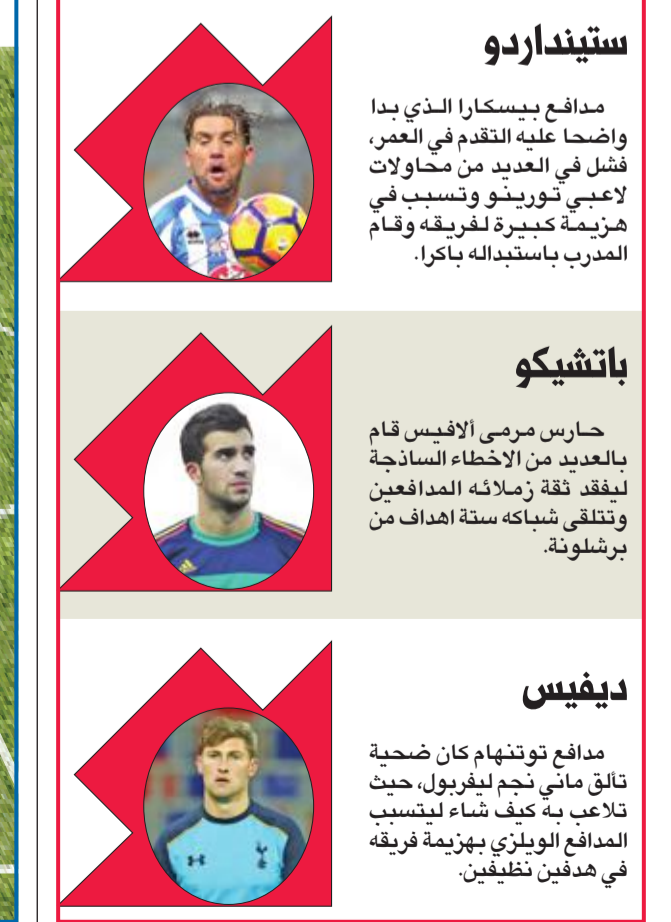 ستينداردو
مدافع بيسكارا الذي بدا
واضحا عليه التقدم في العمر،
فشل في العديد من محاولات
لاعبي تورينو وتسبب في
هزيمة كبيرة لفريقه وقام
المدرب باستبداله باكرا.
باتشيكو
حارس مرمى ألافيس قام
بالعديد من الاخطاء الساذجة
ليفقد ثقة زملائه المدافعين
وتتلقى شباكه ستة اهداف من
برشلونة.
ديفيس
مدافع توتنهام كان ضحية
تألق ماني نجم ليفربول، حيث
تلاعب به كيف شاء ليتسبب
المدافع الويلزي بهزيمة فريقه
في هدفين نظيفين.